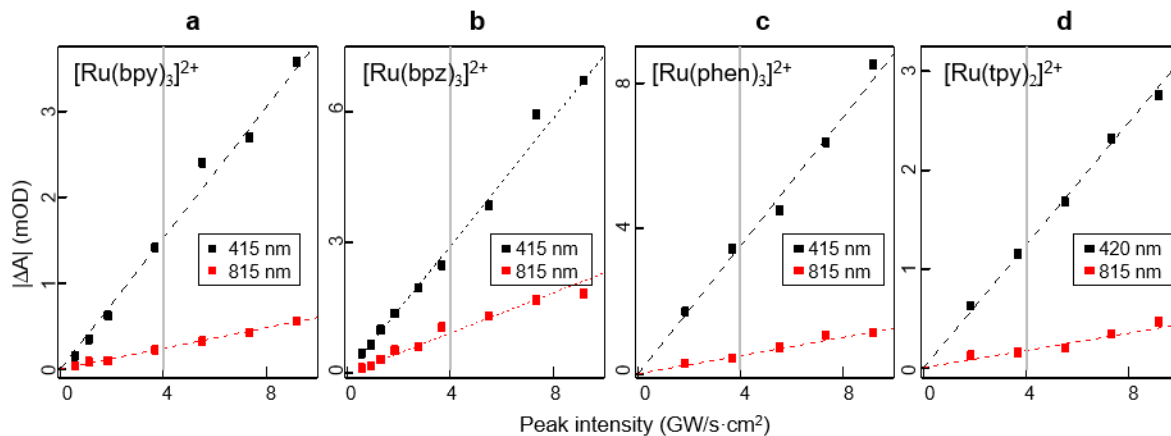 a b c d
[Ru(bpy)₃]²⁺ [Ru(bpz)₃]²⁺ [Ru(phen)₃]²⁺ [Ru(tpy)₂]²⁺
|ΔA| (mOD)
3
2
1
0
415 nm
815 nm
0 4 8
6
3
0
415 nm
815 nm
0 4 8
8
4
0
415 nm
815 nm
0 4 8
3
2
1
0
420 nm
815 nm
0 4 8
Peak intensity (GW/s·cm²)